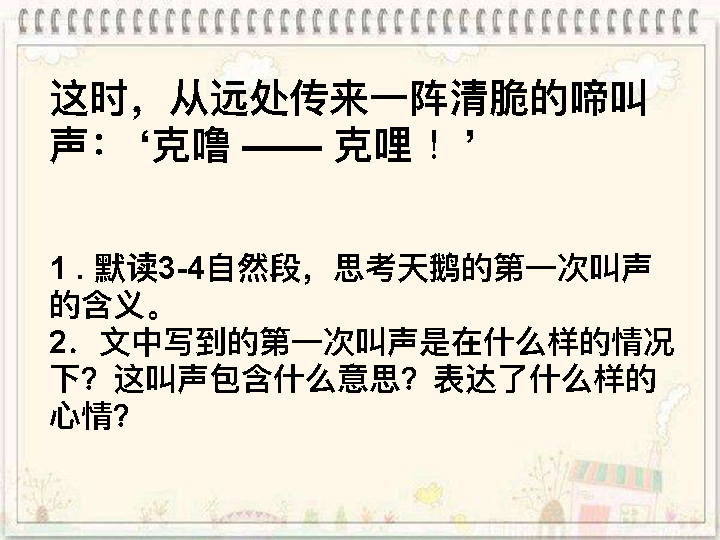 这时，从远处传来一阵清脆的啼叫
声：‘克噜 —— 克哩 ！’
1 . 默读3-4自然段，思考天鹅的第一次叫声
的含义。
2．文中写到的第一次叫声是在什么样的情况
下？这叫声包含什么意思？表达了什么样的
心情？